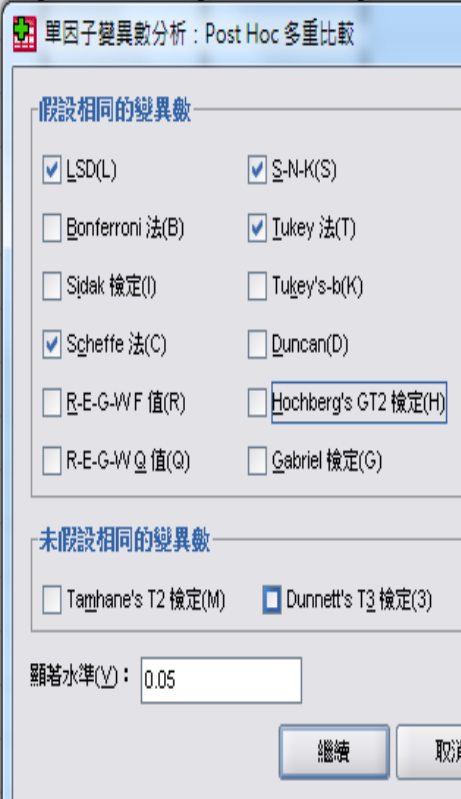 單因子變異數分析：Post Hoc 多重比較
假設相同的變異數
LSD(L) S-N-K(S)
Bonferroni 法(B) Tukey 法(T)
Sidak 檢定(I) Tukey's-b(K)
Scheffe 法(C) Duncan(D)
R-E-G-W F 值(R) Hochberg's GT2 檢定(H)
R-E-G-W Q 值(Q) Gabriel 檢定(G)
未假設相同的變異數
Tamhane's T2 檢定(M) Dunnett's T3 檢定(3)
顯著水準(V)： 0.05
繼續 取消